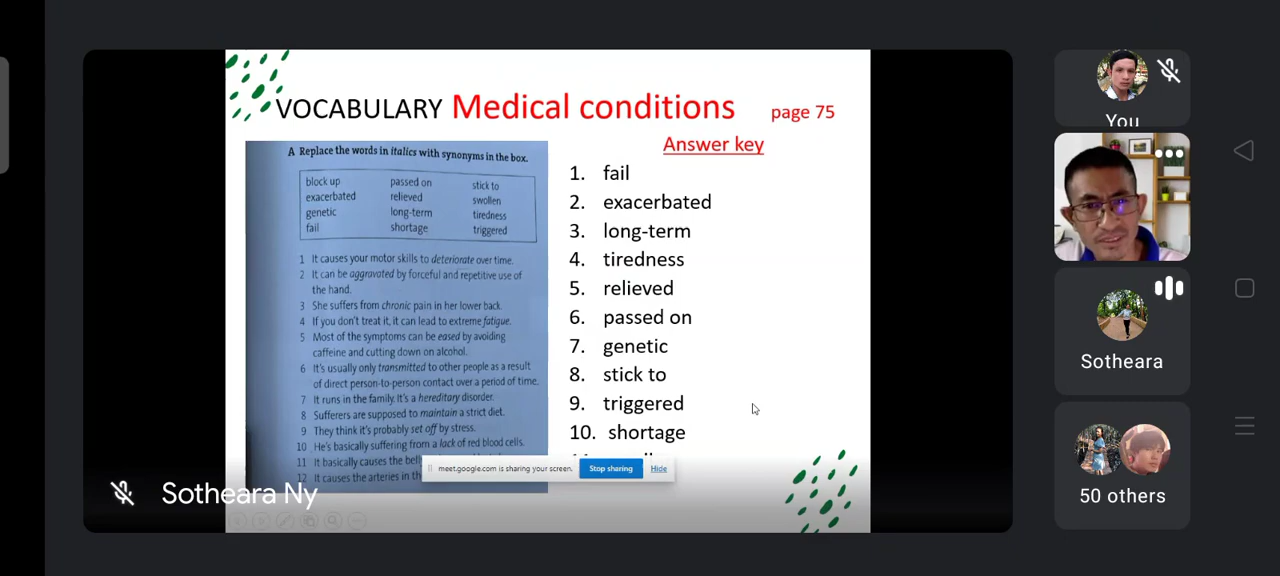 VOCABULARY Medical conditions page 75
A Replace the words in italics with synonyms in the box.
block up passed on stick to
exacerbated relieved swollen
genetic long-term tiredness
fail shortage triggered
1 It causes your motor skills to deteriorate over time.
2 It can be aggravated by forceful and repetitive use of
the hand.
3 She suffers from chronic pain in her lower back.
4 If you don't treat it, it can lead to extreme fatigue.
5 Most of the symptoms can be eased by avoiding
caffeine and cutting down on alcohol.
6 It's usually only transmitted to other people as a result
of direct person-to-person contact over a period of time.
7 It runs in the family. It's a hereditary disorder.
8 Sufferers are supposed to maintain a strict diet.
9 They think it's probably set off by stress.
10 He's basically suffering from a lack of red blood cells.
11 It basically causes the
12 It causes the arteries in
Answer key
1. fail
2. exacerbated
3. long-term
4. tiredness
5. relieved
6. passed on
7. genetic
8. stick to
9. triggered
10. shortage
meet.google.com is sharing your screen. Stop sharing Hide
Sotheara Ny
You
Sotheara
50 others